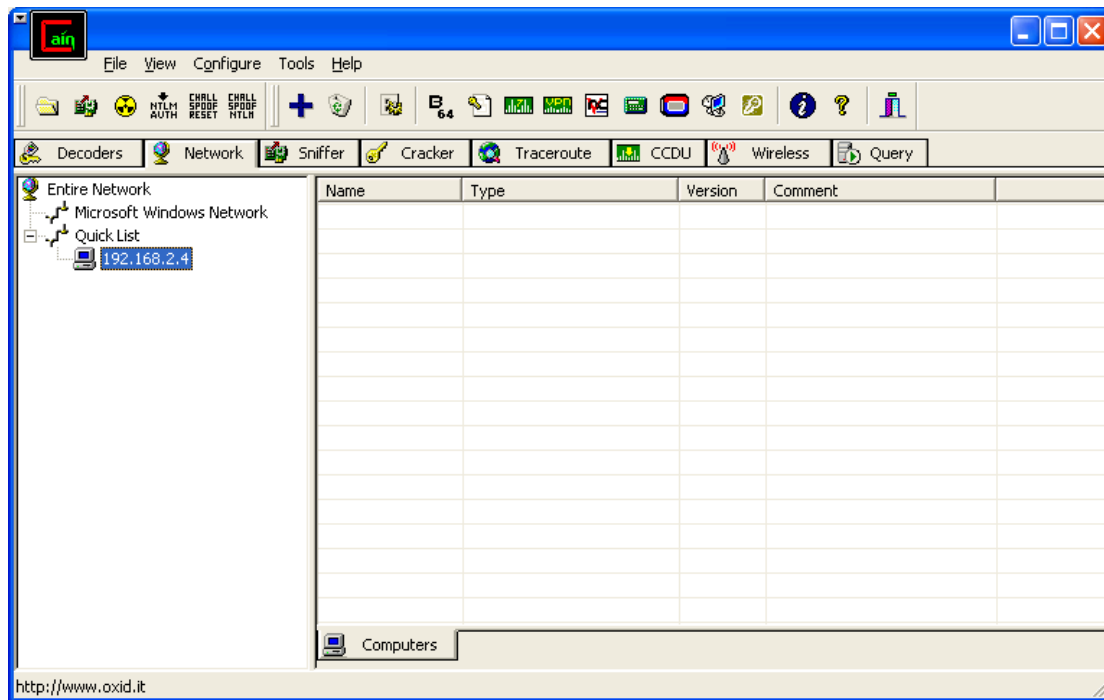 Cain
File View Configure Tools Help
NTLM AUTH CHALL SPOOF RESET CHALL SPOOF NTLM B64 VPN
Decoders Network Sniffer Cracker Traceroute CCDU Wireless Query
Entire Network
Name Type Version Comment
Microsoft Windows Network
Quick List
192.168.2.4
Computers
http://www.oxid.it